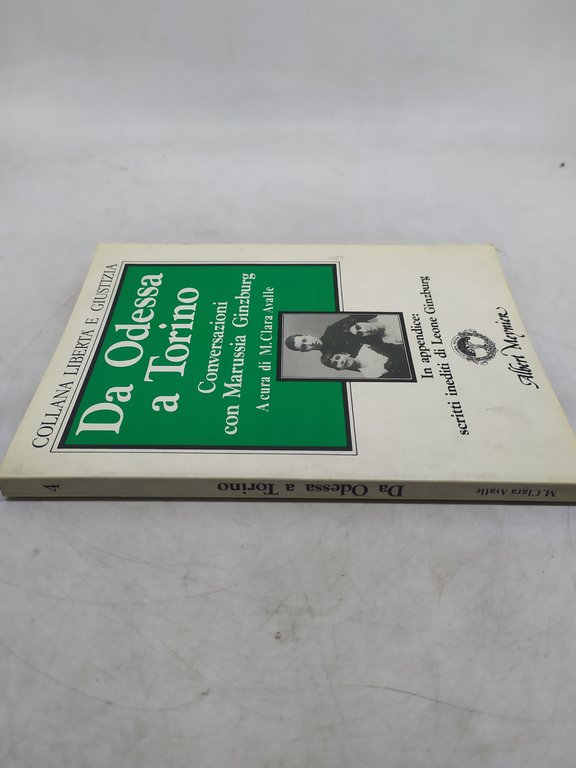 COLLANA LIBERTÀ E GIUSTIZIA
Da Odessa
a Torino
Conversazioni
con Marussia Ginzburg
A cura di M. Clara Avalle
In appendice:
scritti inediti di Leone Ginzburg
Albert Meynier
M. Clara Avalle
Da Odessa a Torino
4